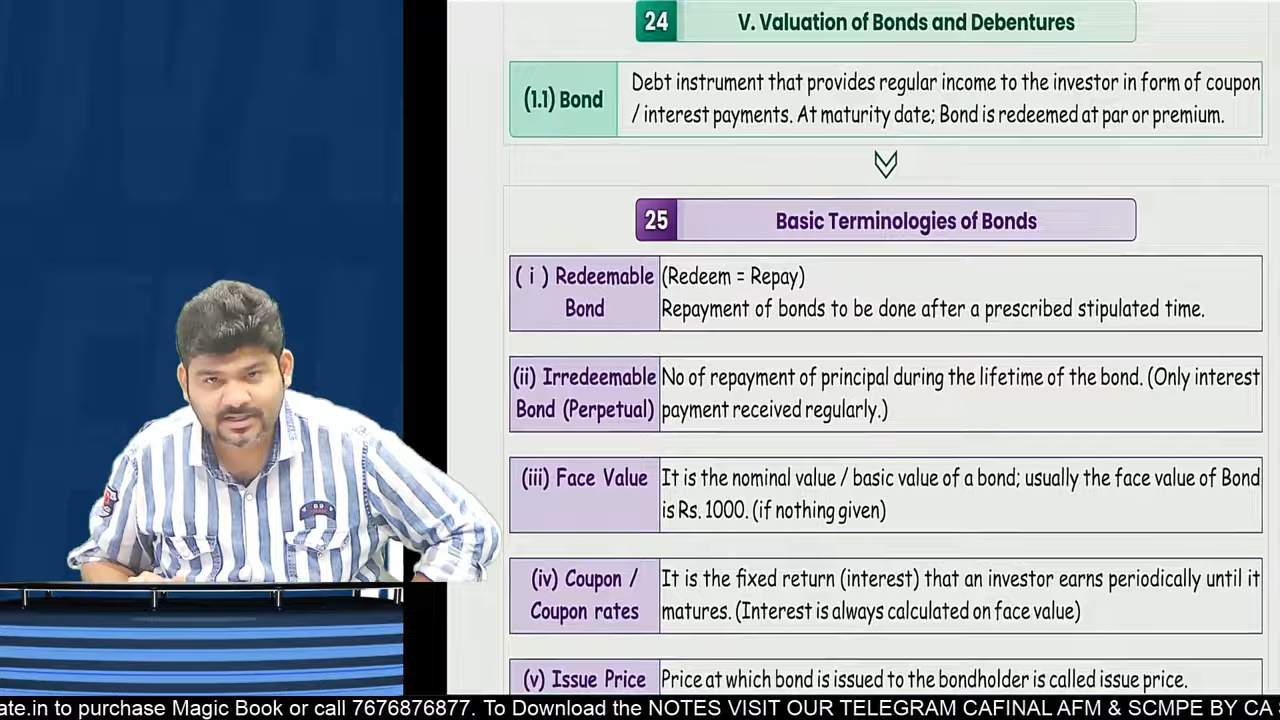 24
V. Valuation of Bonds and Debentures
(1.1) Bond
Debt instrument that provides regular income to the investor in form of coupon
/ interest payments. At maturity date; Bond is redeemed at par or premium.
25
Basic Terminologies of Bonds
( i ) Redeemable
Bond
(Redeem = Repay)
Repayment of bonds to be done after a prescribed stipulated time.
(ii) Irredeemable
Bond (Perpetual)
No of repayment of principal during the lifetime of the bond. (Only interest
payment received regularly.)
(iii) Face Value
It is the nominal value / basic value of a bond; usually the face value of Bond
is Rs. 1000. (if nothing given)
(iv) Coupon /
Coupon rates
It is the fixed return (interest) that an investor earns periodically until it
matures. (Interest is always calculated on face value)
(v) Issue Price
Price at which bond is issued to the bondholder is called issue price.
ate.in to purchase Magic Book or call 7676876877. To Download the NOTES VISIT OUR TELEGRAM CAFINAL AFM & SCMPE BY CA